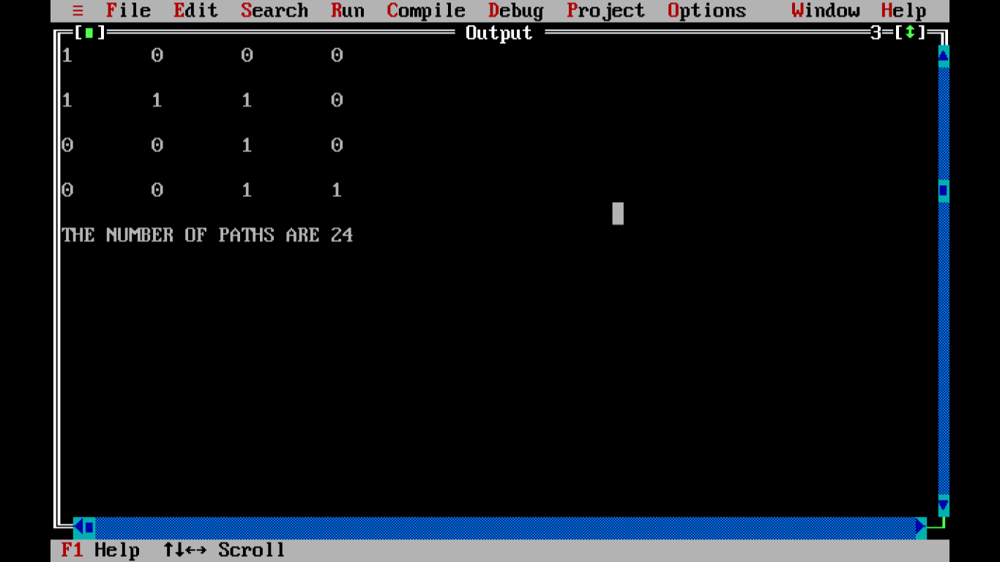 ≡ File Edit Search Run Compile Debug Project Options Window Help
[■] Output 3=[↕]
1 0 0 0
1 1 1 0
0 0 1 0
0 0 1 1
THE NUMBER OF PATHS ARE 24
F1 Help ↑↓↔ Scroll